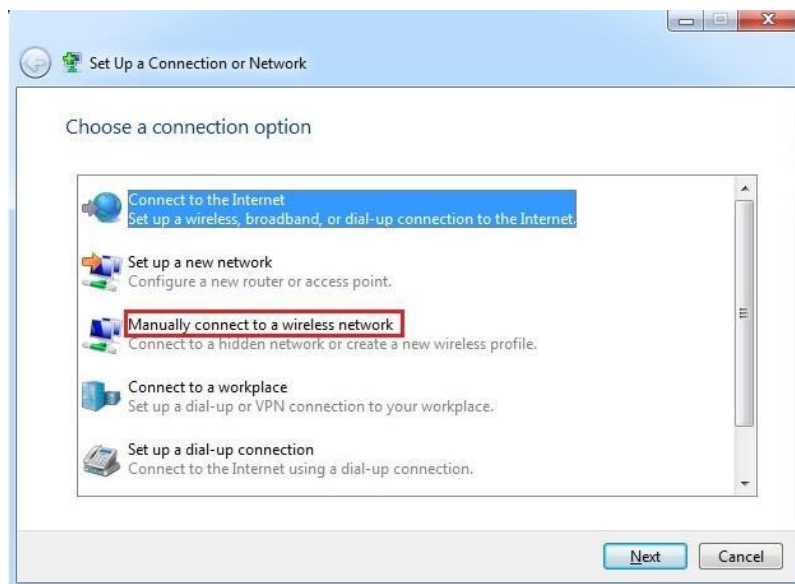 Set Up a Connection or Network
Choose a connection option
Connect to the Internet
Set up a wireless, broadband, or dial-up connection to the Internet.
Set up a new network
Configure a new router or access point.
Manually connect to a wireless network
Connect to a hidden network or create a new wireless profile.
Connect to a workplace
Set up a dial-up or VPN connection to your workplace.
Set up a dial-up connection
Connect to the Internet using a dial-up connection.
Next Cancel